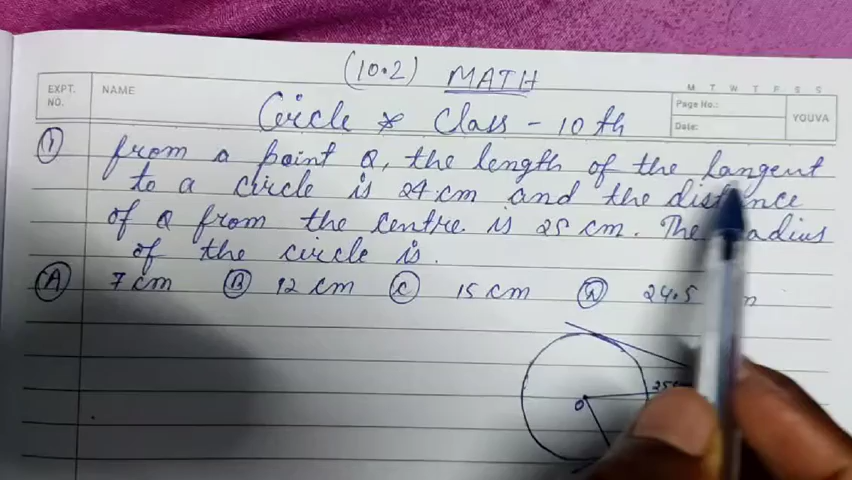 (10.2) MATH
EXPT. NO. NAME
M T W T F S S
Page No.:
Date:
YOUVA
Circle * Class - 10 th
1 from a point Q, the length of the tangent
to a circle is 24 cm and the distance
of Q from the centre is 25 cm. The radius
of the circle is.
A 7 cm B 12 cm C 15 cm D 24.5
O